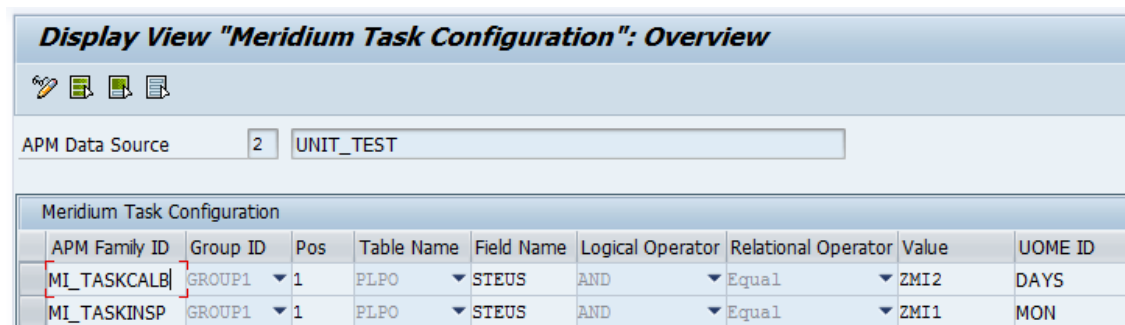 Display View "Meridium Task Configuration": Overview
APM Data Source 2 UNIT_TEST
Meridium Task Configuration
APM Family ID Group ID Pos Table Name Field Name Logical Operator Relational Operator Value UOME ID
MI_TASKCALB GROUP1 1 PLPO STEUS AND Equal ZMI2 DAYS
MI_TASKINSP GROUP1 1 PLPO STEUS AND Equal ZMI1 MON